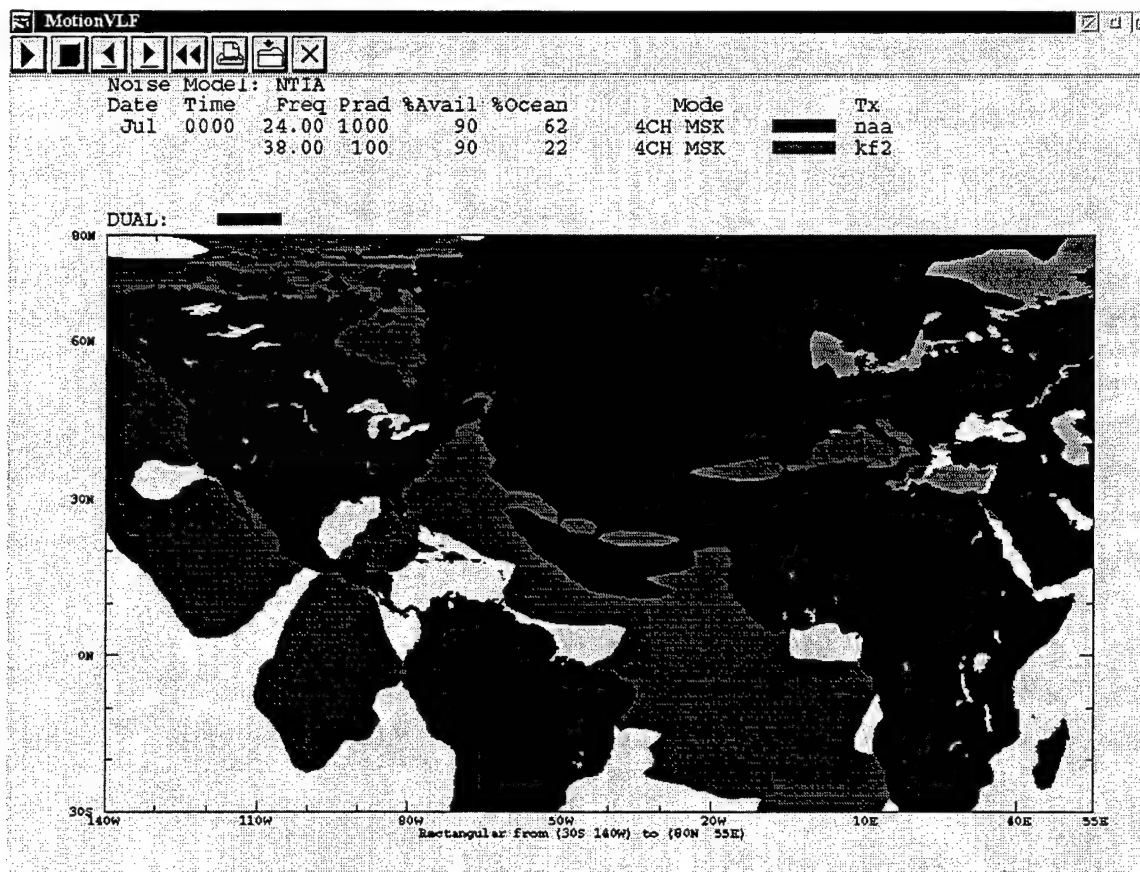 MotionVLF
Noise Model: NTIA
Date Time Freq Prad %Avail %Ocean Mode Tx
Jul 0000 24.00 1000 90 62 4CH MSK naa
38.00 100 90 22 4CH MSK kf2
DUAL:
80N
60N
30N
0N
30S
140W 110W 80W 50W 20W 10E 40E 55E
Rectangular from (30S 140W) to (80N 55E)